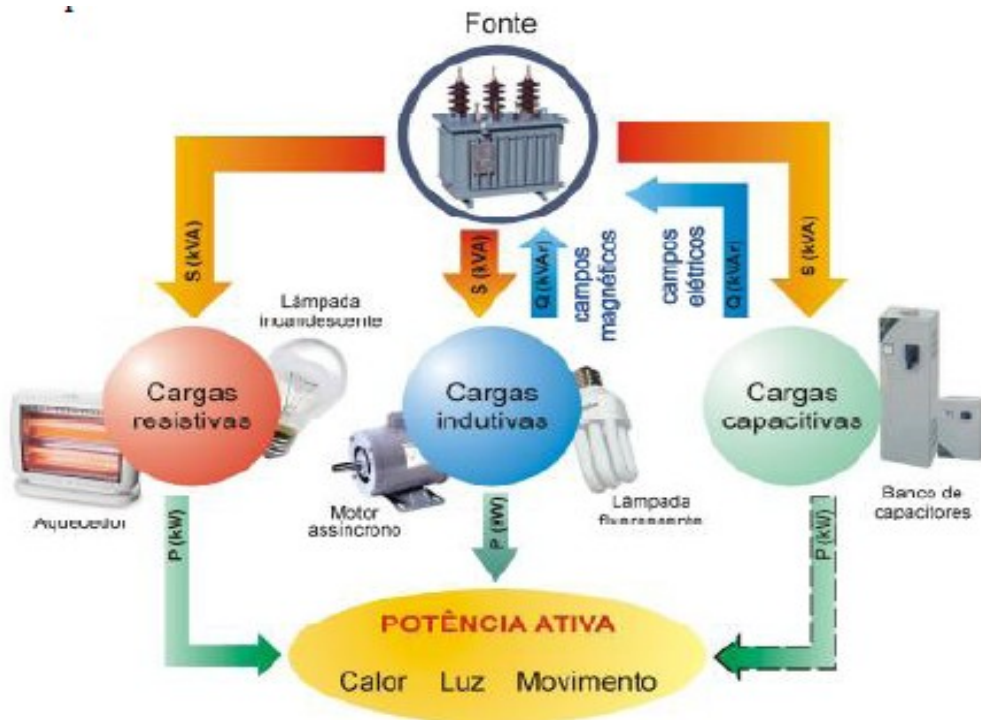 Fonte
S (kVA)
S (kVA)
Q (kVAr)
campos
magnéticos
campos
elétricos
Q (kVAr)
S (kVA)
Lâmpada
incandescente
Cargas
resistivas
Cargas
indutivas
Cargas
capacitivas
Aquecedor
Motor
assíncrono
Lâmpada
fluorescente
Banco de
capacitores
P (kW)
P (kW)
P (kW)
POTÊNCIA ATIVA
Calor Luz Movimento